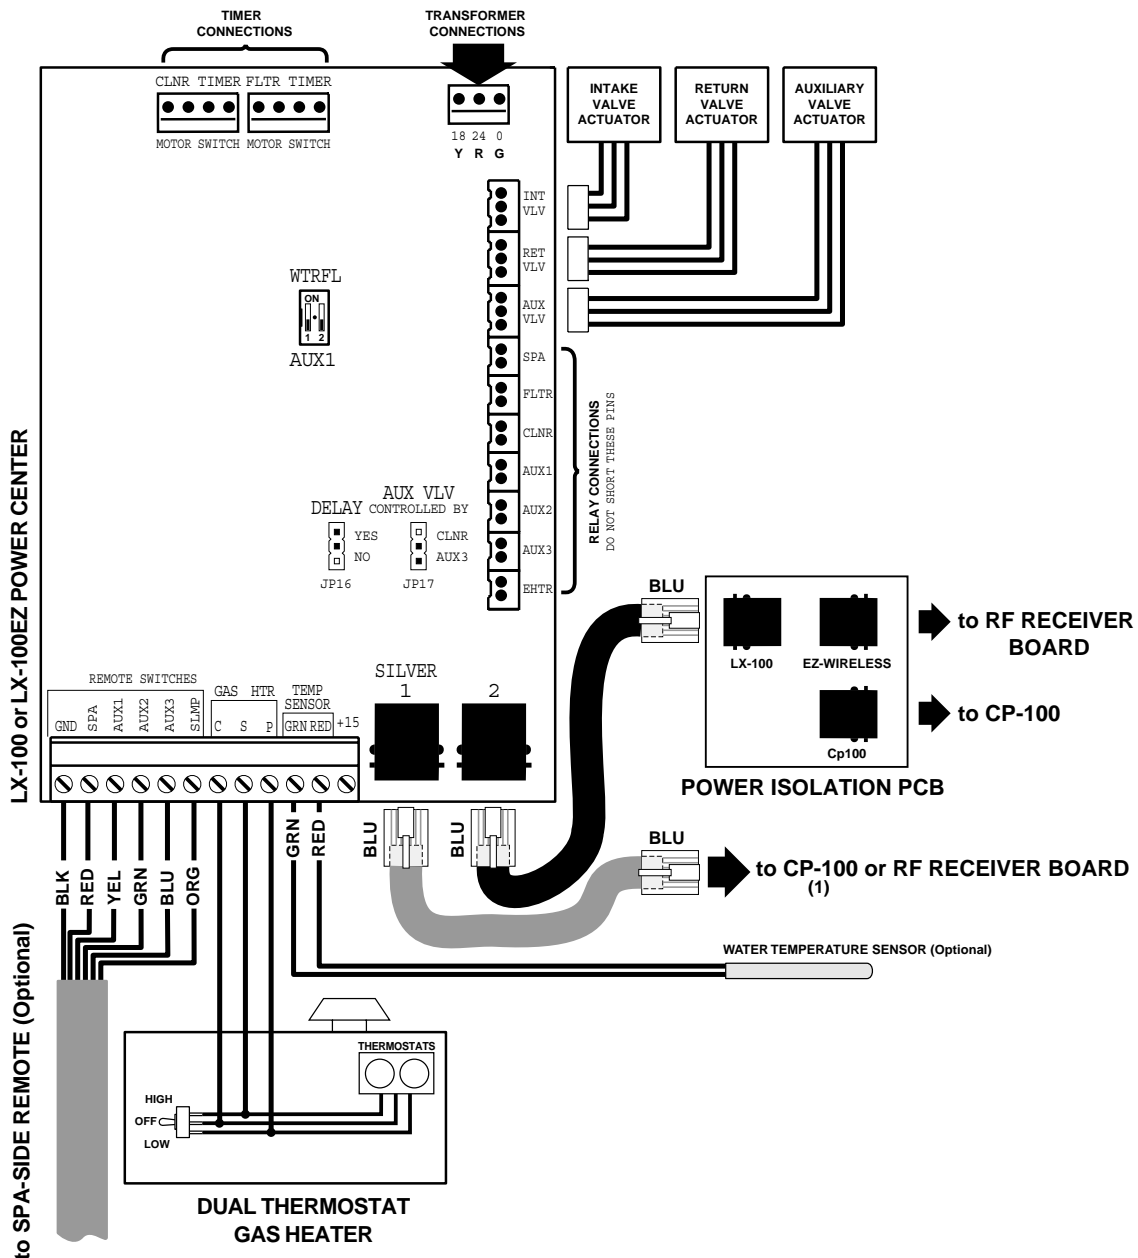 TIMER
CONNECTIONS
TRANSFORMER
CONNECTIONS
CLNR TIMER FLTR TIMER
MOTOR SWITCH MOTOR SWITCH
18 24 0
Y R G
INTAKE
VALVE
ACTUATOR
RETURN
VALVE
ACTUATOR
AUXILIARY
VALVE
ACTUATOR
INT
VLV
RET
VLV
AUX
VLV
SPA
FLTR
CLNR
AUX1
AUX2
AUX3
EHTR
RELAY CONNECTIONS
DO NOT SHORT THESE PINS
WTRFL
ON
1 2
AUX1
LX-100 or LX-100EZ POWER CENTER
DELAY
YES
NO
JP16
AUX VLV
CONTROLLED BY
CLNR
AUX3
JP17
BLU
LX-100
EZ-WIRELESS
Cp100
to RF RECEIVER
BOARD
to CP-100
POWER ISOLATION PCB
REMOTE SWITCHES
GND SPA AUX1 AUX2 AUX3 SLMP
GAS HTR
C S P
TEMP
SENSOR
GRN RED +15
SILVER
1 2
BLK RED YEL GRN BLU ORG
GRN RED
BLU
BLU
BLU
to CP-100 or RF RECEIVER BOARD
(1)
WATER TEMPERATURE SENSOR (Optional)
to SPA-SIDE REMOTE (Optional)
THERMOSTATS
HIGH
OFF
LOW
DUAL THERMOSTAT
GAS HEATER